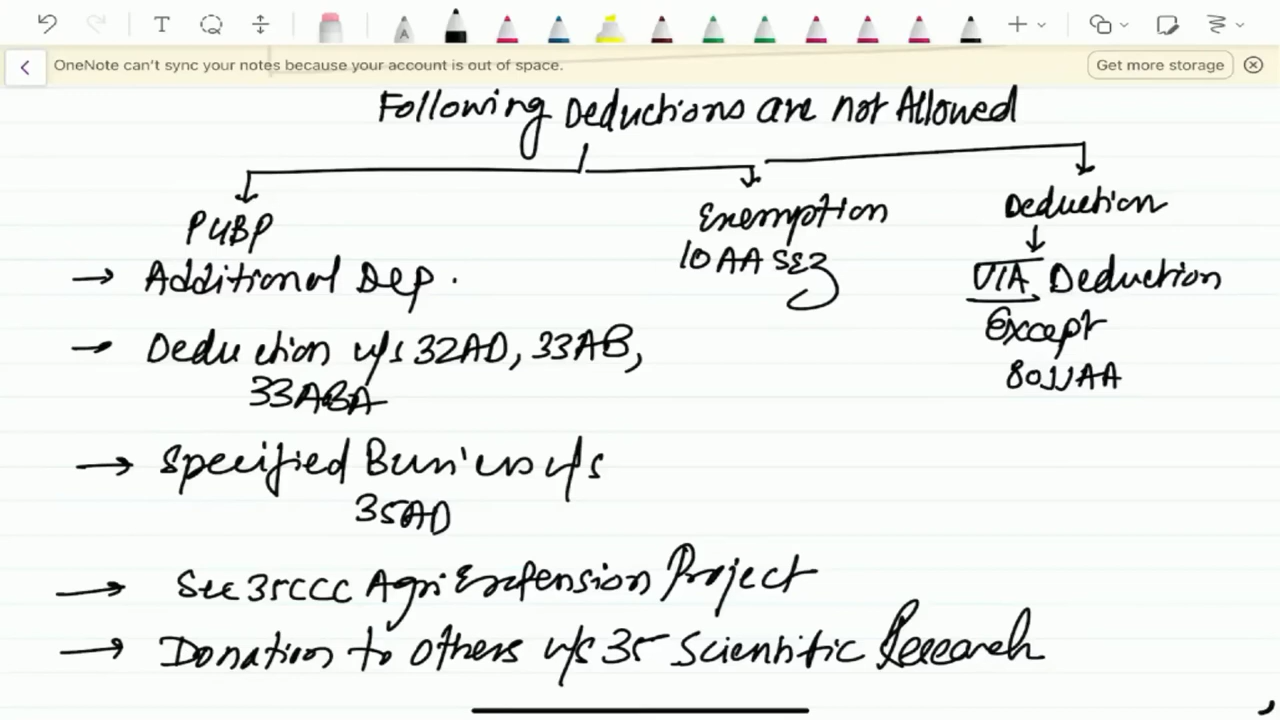 OneNote can't sync your notes because your account is out of space.
Get more storage
Following Deductions are not Allowed
PUBP
Exemption
10AA SEZ
Deduction
VIA Deduction
Except
80JJAA
→ Additional Dep.
→ Deduction u/s 32AD, 33AB,
33ABA
→ Specified Business u/s
35AD
→ Sec 35CCC Agri Extension Project
→ Donation to others u/s 35 Scientific Research